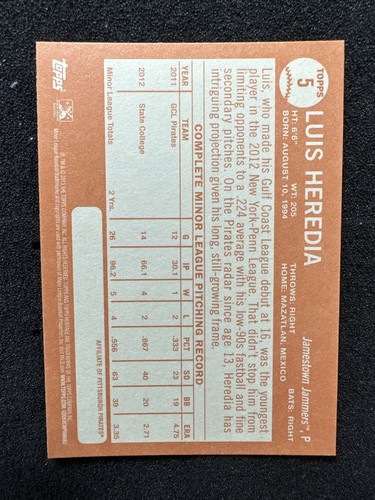 TOPPS
5
LUIS HEREDIA
Jamestown Jammers™, P
HT: 6'6" WT: 205 THROWS: RIGHT BATS: RIGHT
BORN: AUGUST 10, 1994 HOME: MAZATLAN, MEXICO
Luis, who made his Gulf Coast League debut at 16, was the youngest
player in the 2012 New York-Penn League. That didn't stop him from
limiting opponents to a .224 average with his low-90s fastball and fine
secondary pitches. On the Pirates radar since age 13, Heredia has
intriguing projection given his long, still-growing frame.
COMPLETE MINOR LEAGUE PITCHING RECORD
YEAR TEAM G IP W L PCT SO BB ERA
2011 GCL Pirates 12 30.1 1 2 .333 23 19 4.75
2012 State College 14 66.1 4 2 .667 40 20 2.71
Minor League Totals 2 Yrs. 26 96.2 5 4 .556 63 39 3.35
AFFILIATE OF PITTSBURGH PIRATES®
topps